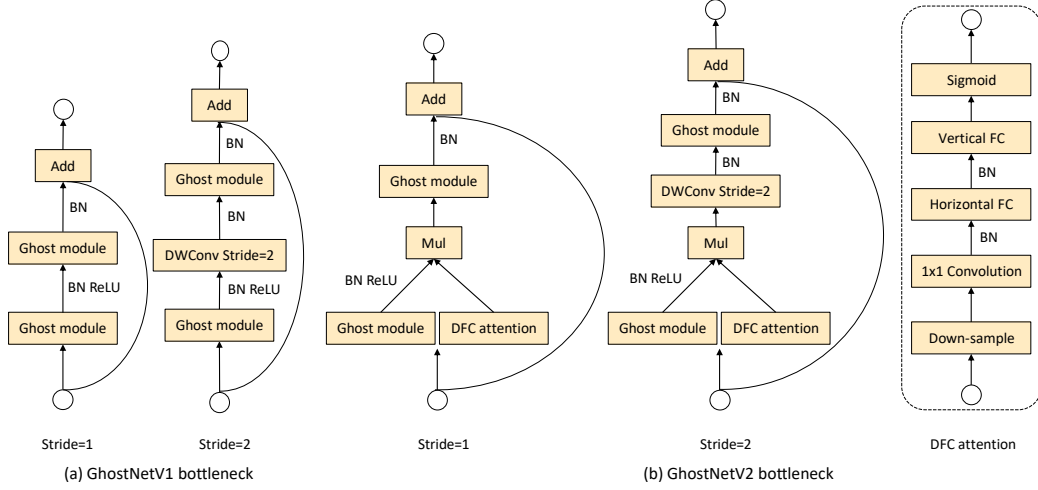 Add
BN
Ghost module
BN ReLU
Ghost module
Stride=1
Add
BN
Ghost module
BN
DWConv Stride=2
BN ReLU
Ghost module
Stride=2
(a) GhostNetV1 bottleneck
Add
BN
Ghost module
Mul
BN ReLU
Ghost module
DFC attention
Stride=1
Add
BN
Ghost module
BN
DWConv Stride=2
Mul
BN ReLU
Ghost module
DFC attention
Stride=2
(b) GhostNetV2 bottleneck
Sigmoid
Vertical FC
BN
Horizontal FC
BN
1x1 Convolution
Down-sample
DFC attention